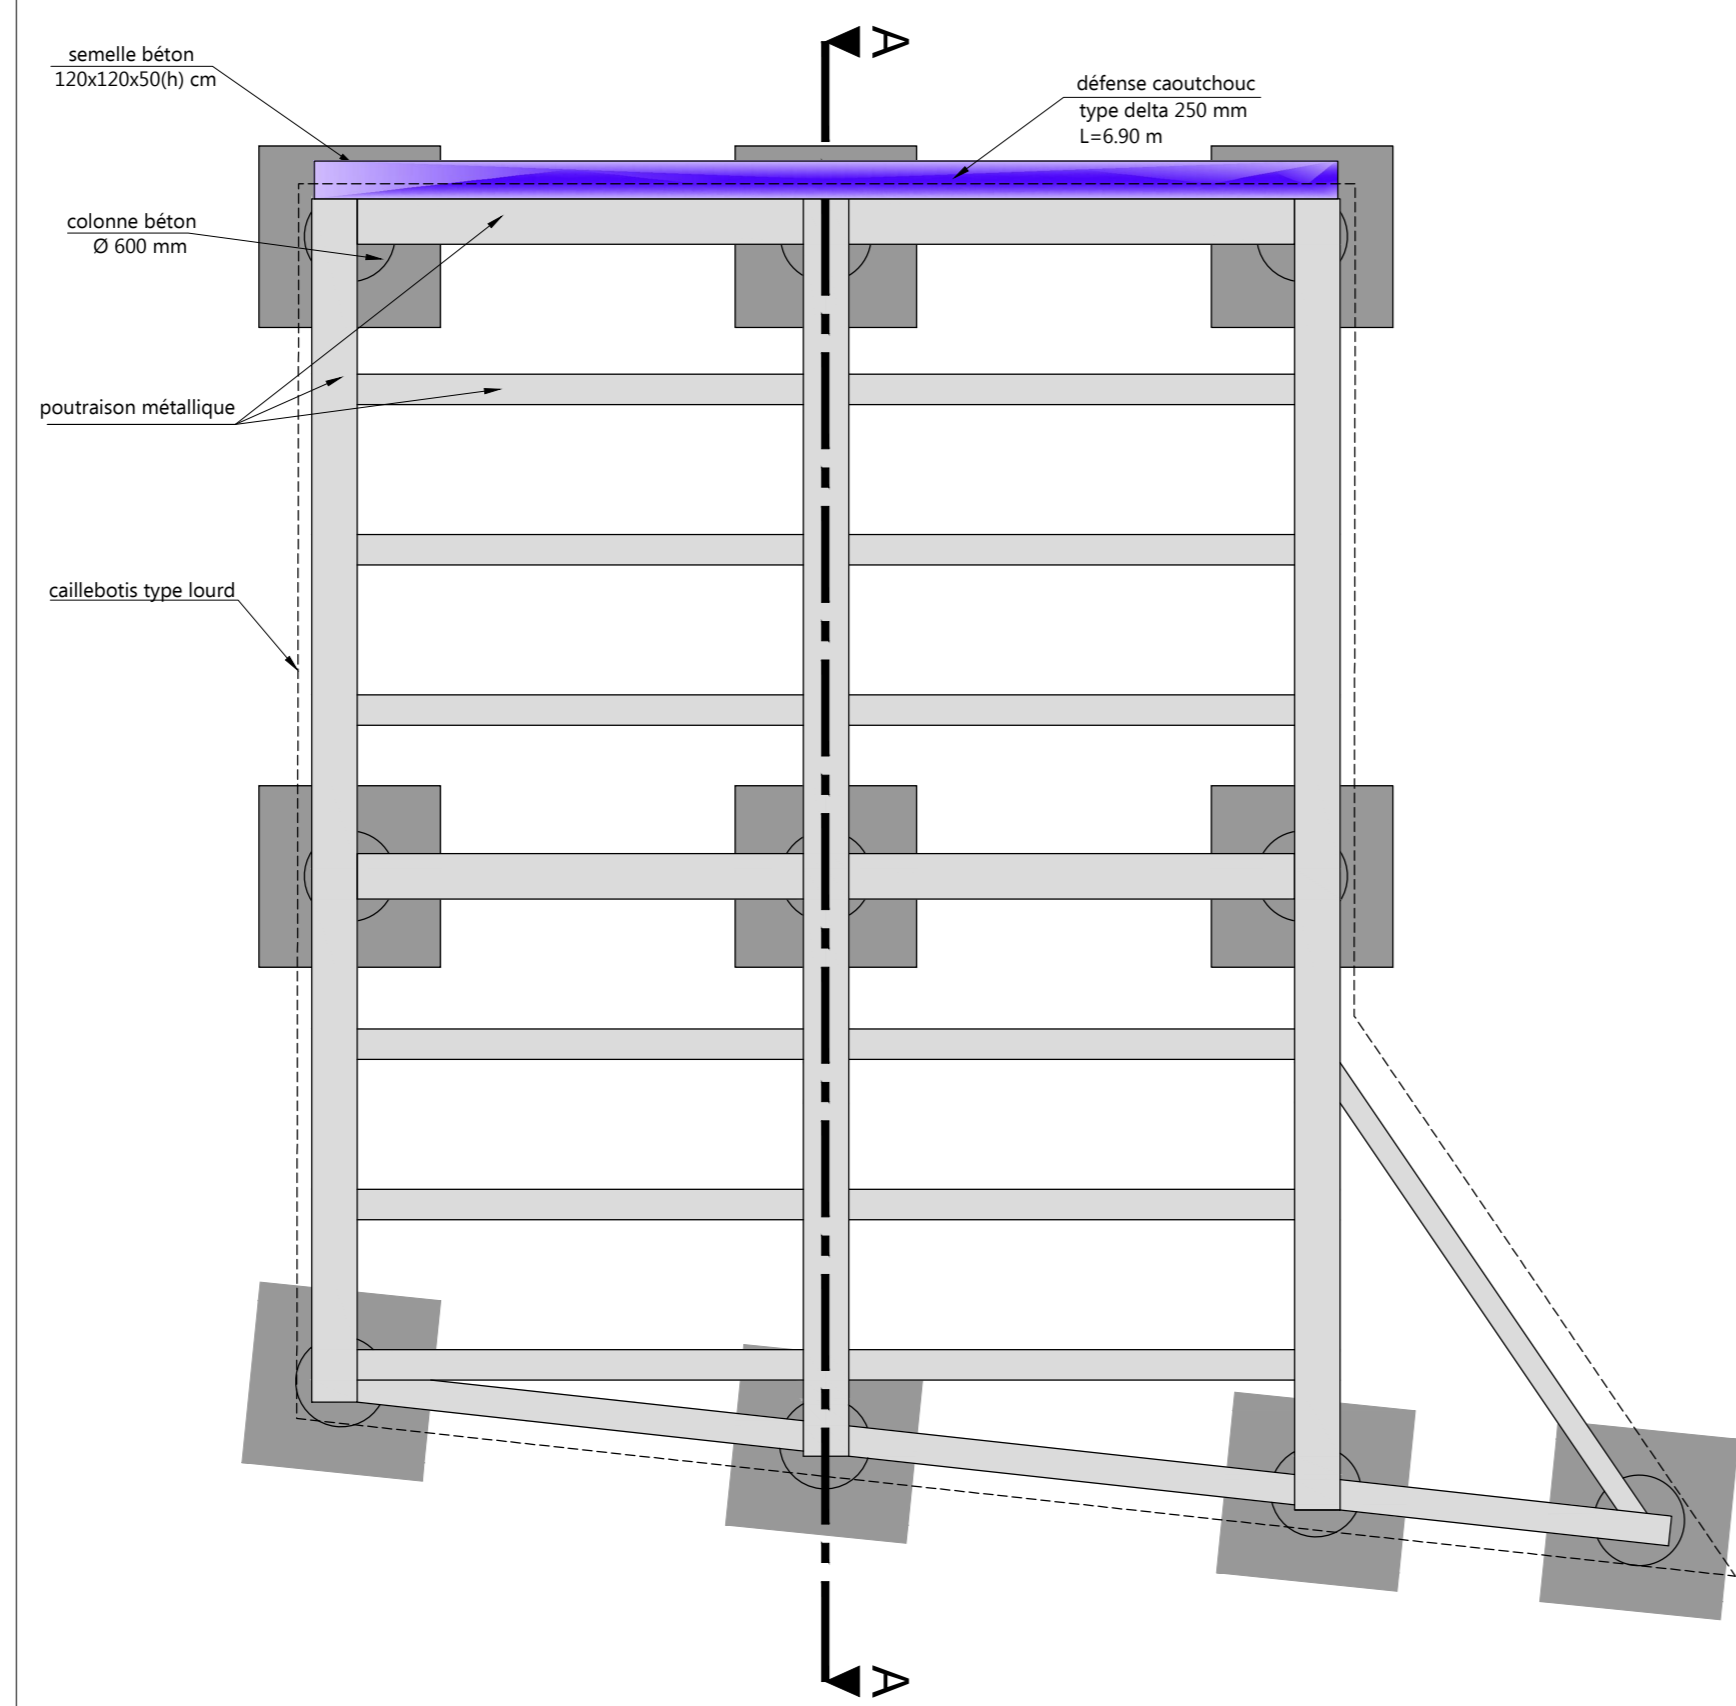 A
semelle béton
120x120x50(h) cm
défense caoutchouc
type delta 250 mm
L=6.90 m
colonne béton
Ø 600 mm
poutraison métallique
caillebotis type lourd
A